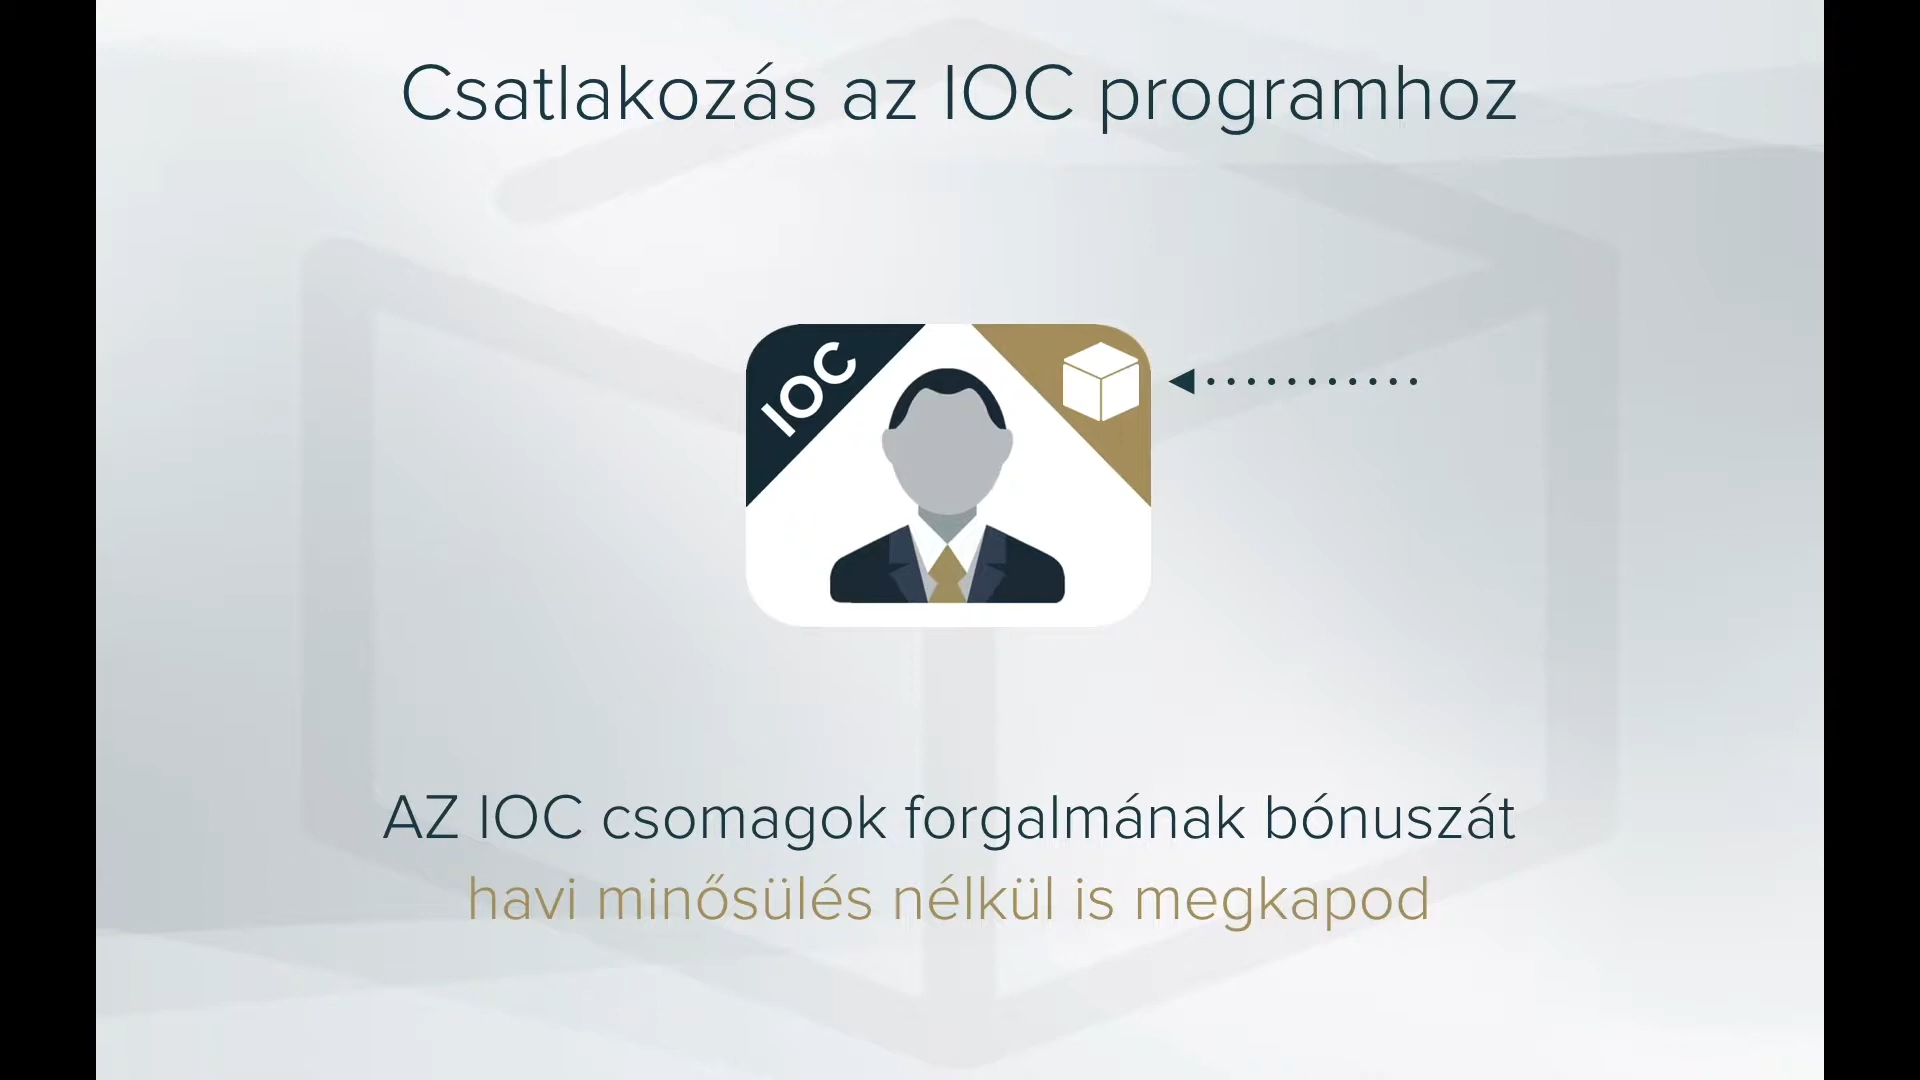 Csatlakozás az IOC programhoz
IOC
AZ IOC csomagok forgalmának bónuszát
havi minősülés nélkül is megkapod